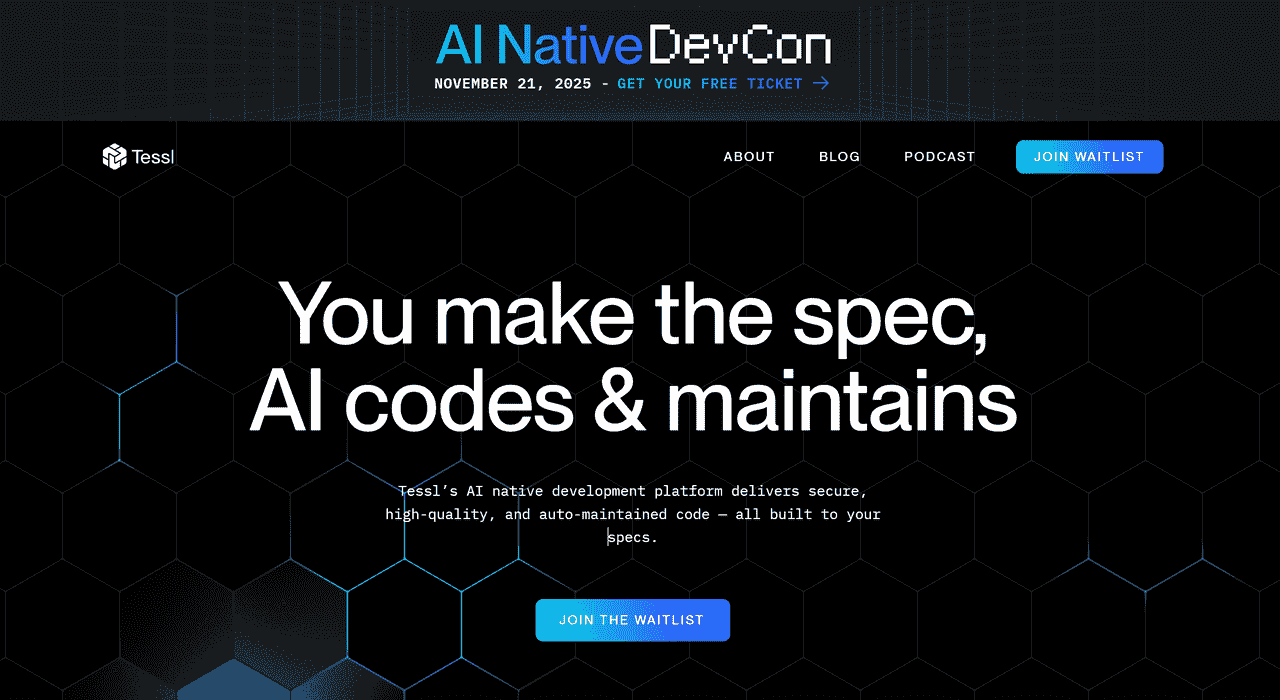 AI Native DevCon
NOVEMBER 21, 2025 - GET YOUR FREE TICKET →
Tessl
ABOUT
BLOG
PODCAST
JOIN WAITLIST
You make the spec,
AI codes & maintains
Tessl’s AI native development platform delivers secure,
high-quality, and auto-maintained code — all built to your
specs.
JOIN THE WAITLIST